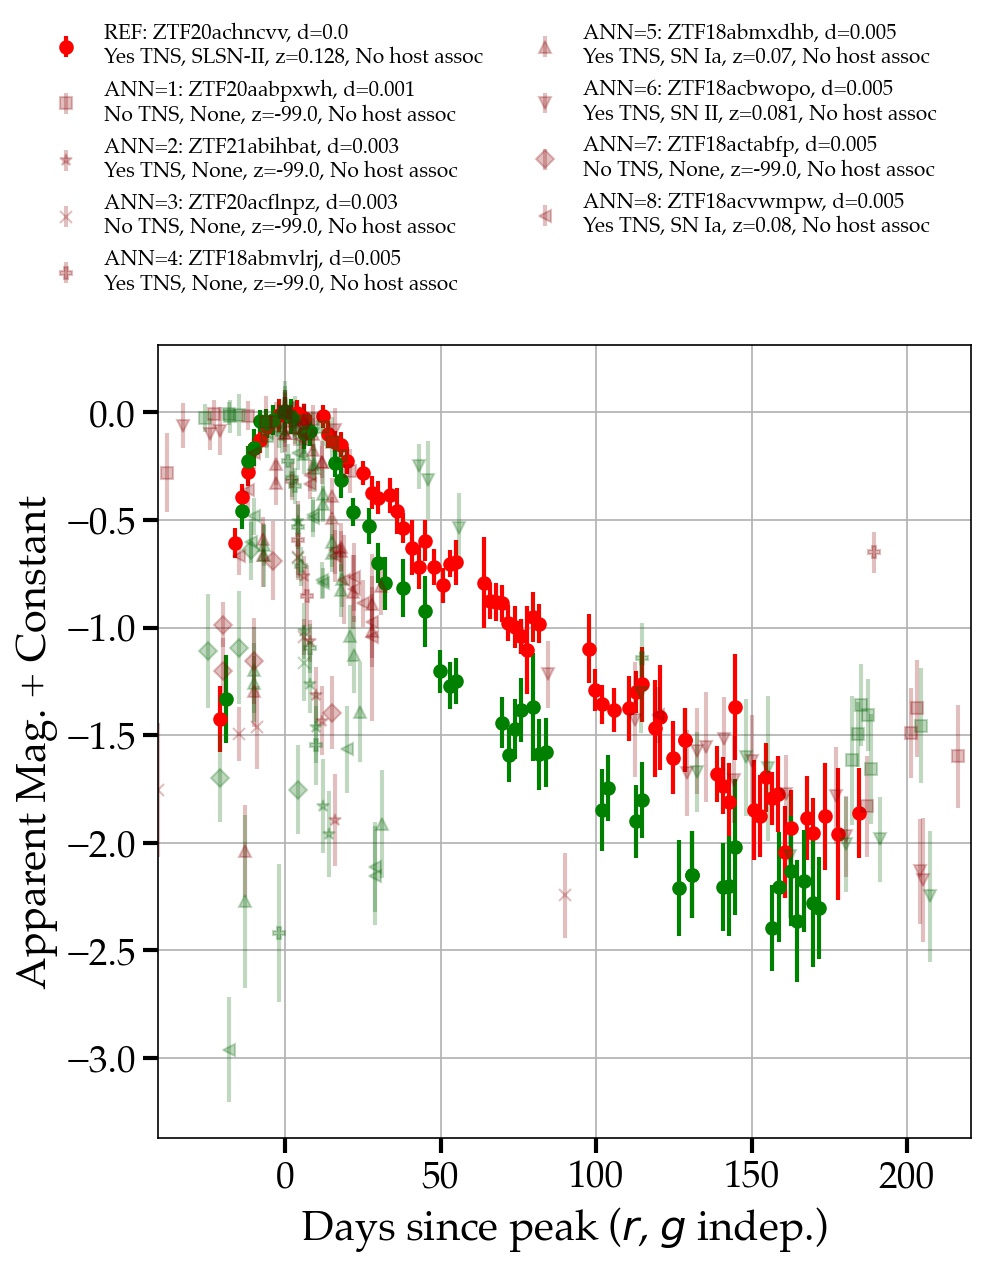 REF: ZTF20achncvv, d=0.0
Yes TNS, SLSN-II, z=0.128, No host assoc
ANN=1: ZTF20aabpxwh, d=0.001
No TNS, None, z=-99.0, No host assoc
ANN=2: ZTF21abihbat, d=0.003
Yes TNS, None, z=-99.0, No host assoc
ANN=3: ZTF20acflnpz, d=0.003
No TNS, None, z=-99.0, No host assoc
ANN=4: ZTF18abmvlrj, d=0.005
Yes TNS, None, z=-99.0, No host assoc
ANN=5: ZTF18abmxdhb, d=0.005
Yes TNS, SN Ia, z=0.07, No host assoc
ANN=6: ZTF18acbwopo, d=0.005
Yes TNS, SN II, z=0.081, No host assoc
ANN=7: ZTF18actabfp, d=0.005
No TNS, None, z=-99.0, No host assoc
ANN=8: ZTF18acvwmpw, d=0.005
Yes TNS, SN Ia, z=0.08, No host assoc
Apparent Mag. + Constant
0.0
−0.5
−1.0
−1.5
−2.0
−2.5
−3.0
0 50 100 150 200
Days since peak (r, g indep.)